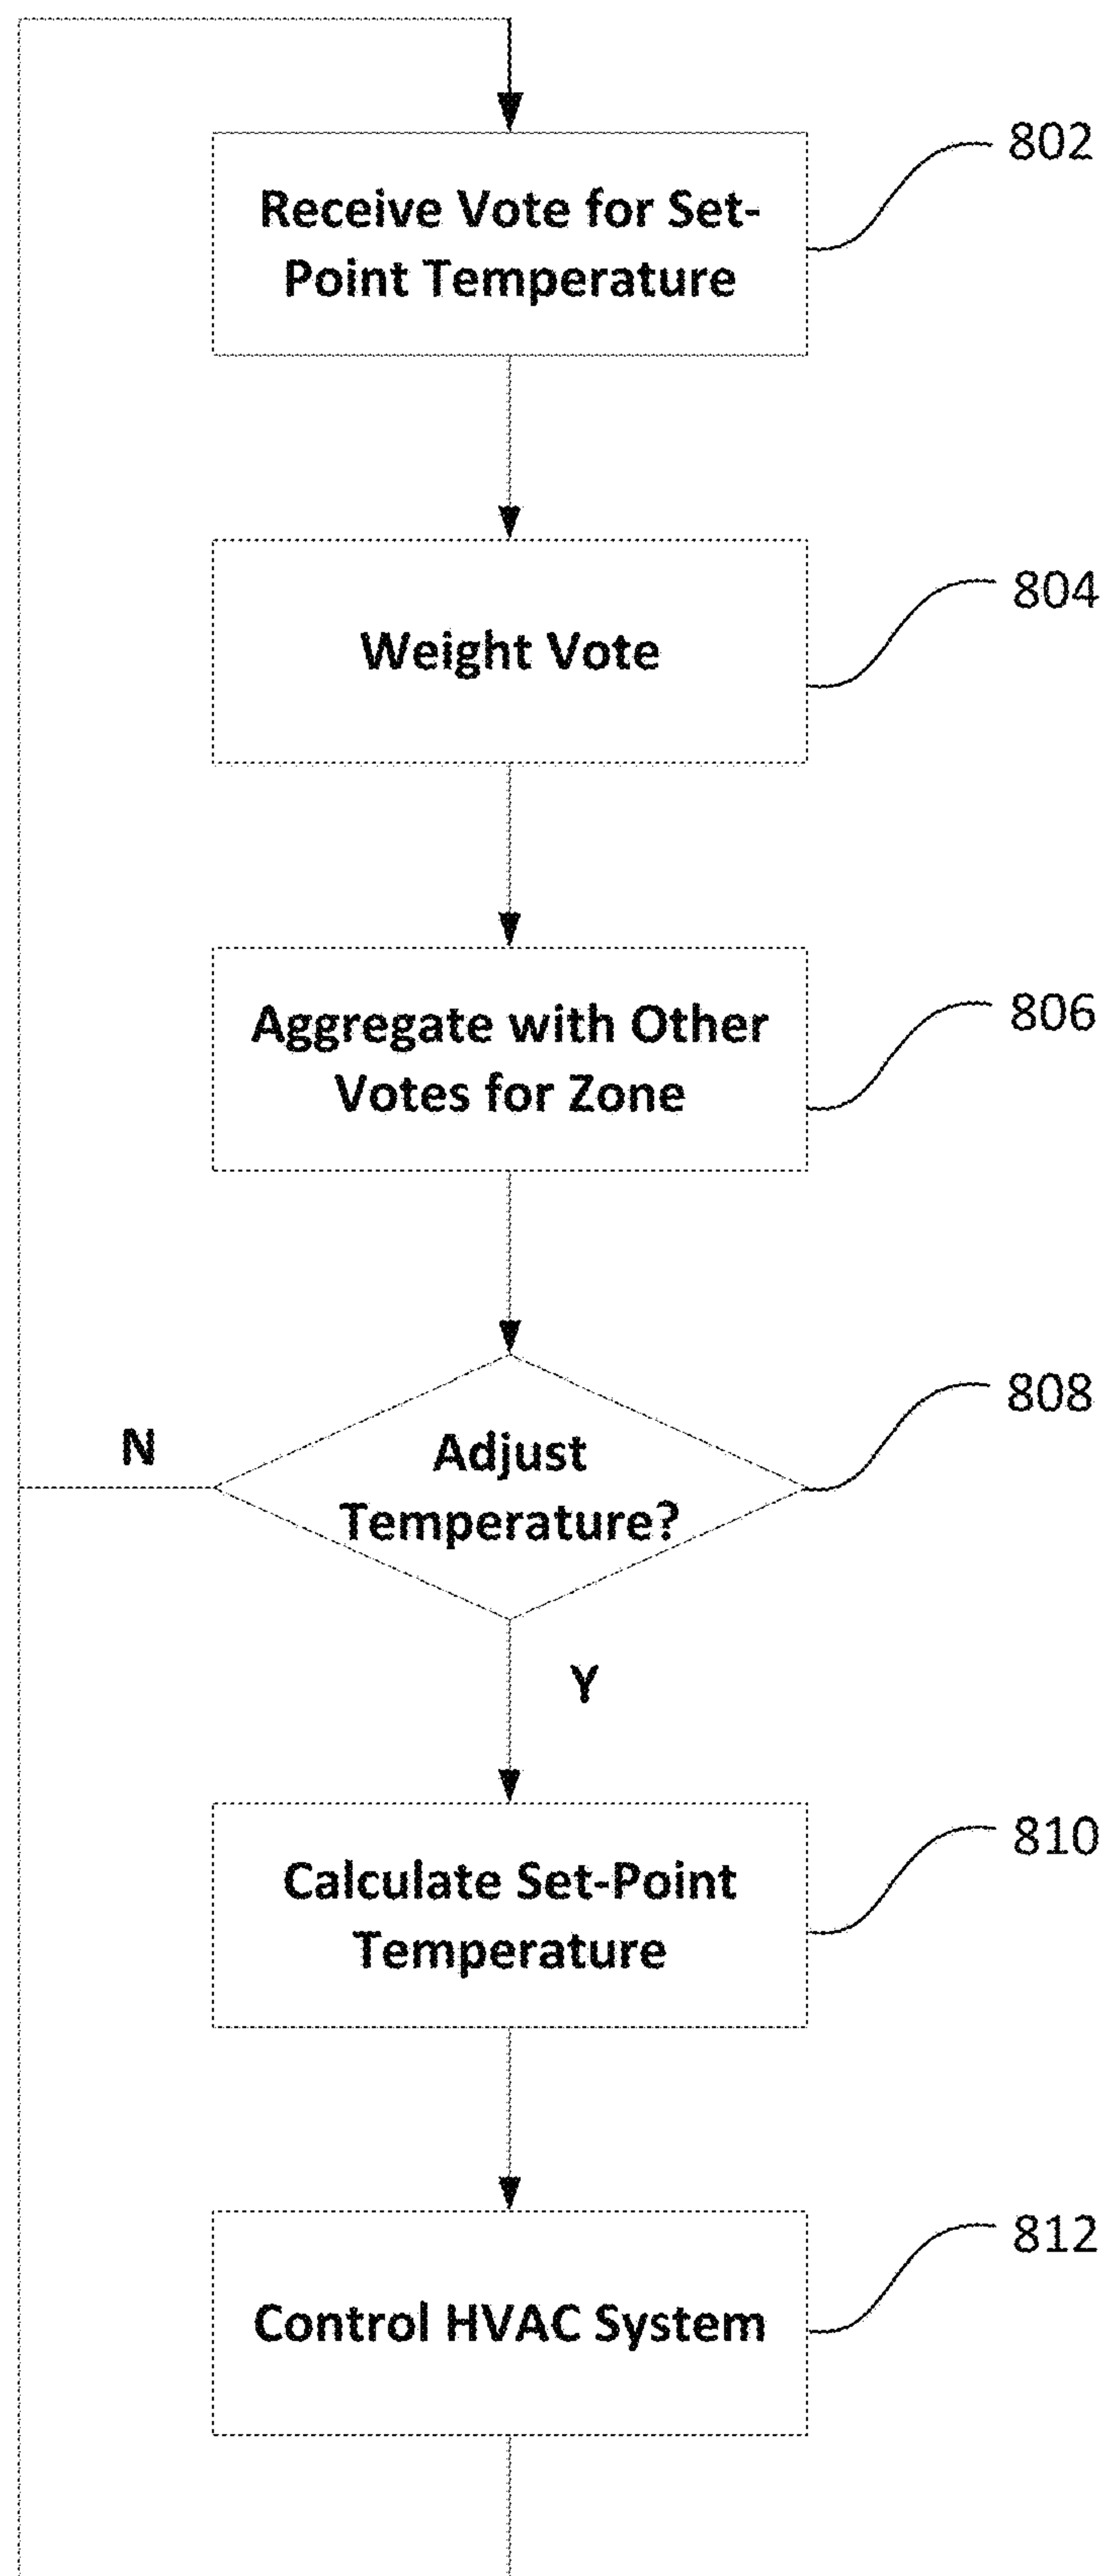 802
Receive Vote for Set-
Point Temperature
804
Weight Vote
806
Aggregate with Other
Votes for Zone
808
N
Adjust
Temperature?
Y
810
Calculate Set-Point
Temperature
812
Control HVAC System